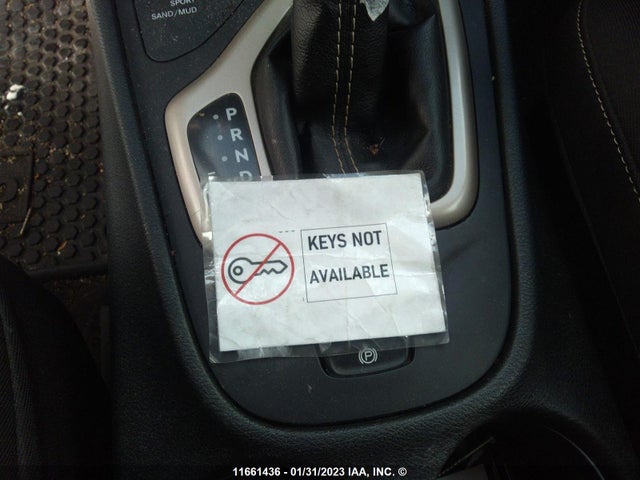 SPORT
SAND/MUD
P
R
N
D
KEYS NOT
AVAILABLE
P
11661436 - 01/31/2023 IAA, INC. ©